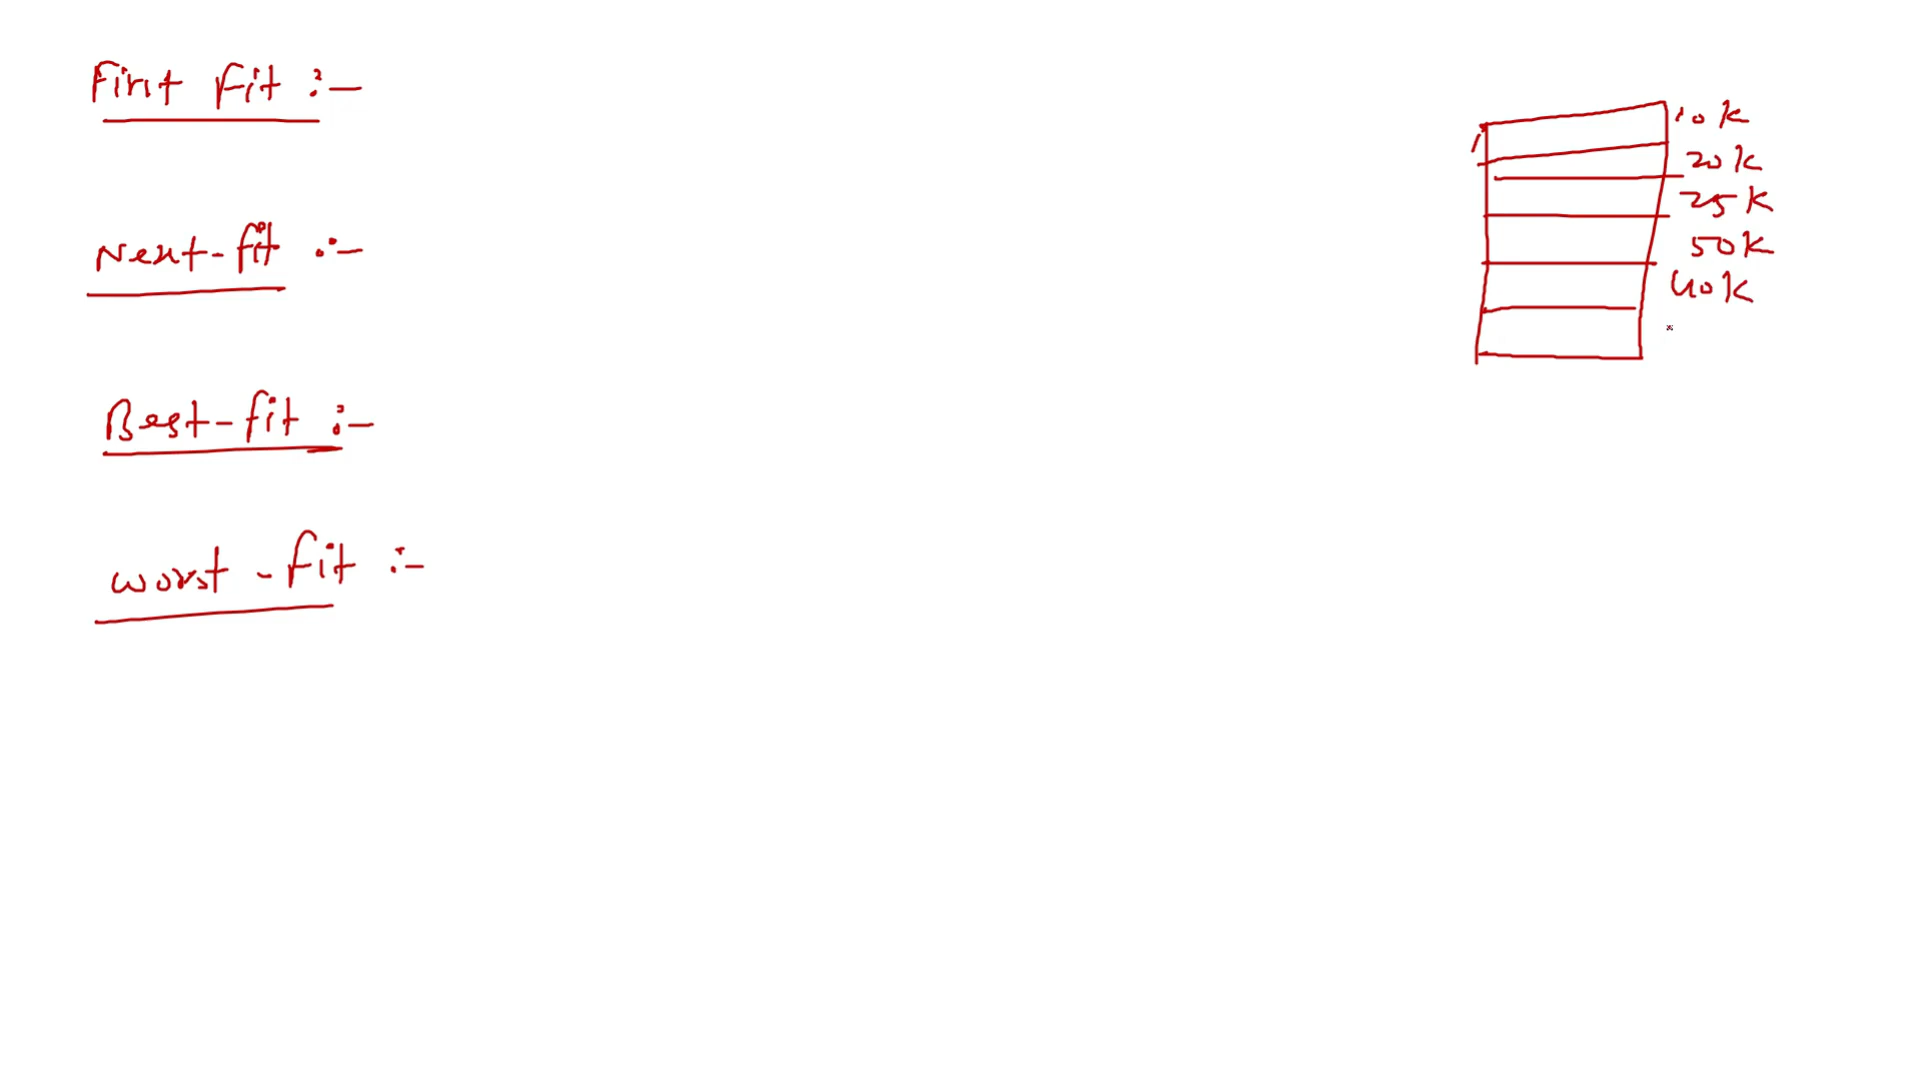 First Fit :-
Next-fit :-
Best-fit :-
worst-fit :-
10K
20K
25K
50K
40K